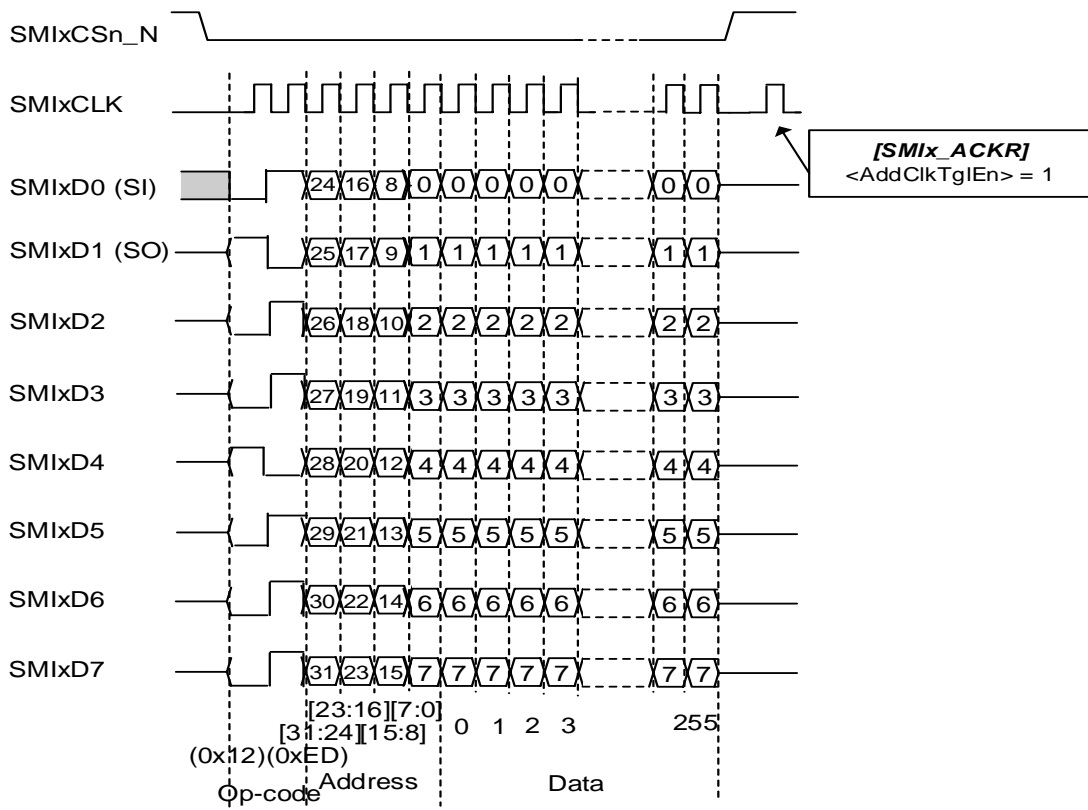 SMIxCSn_N
SMIxCLK
[SMIx_ACKR]
<AddClkTglEn> = 1
SMIxD0 (SI) 24 16 8 0 0 0 0 0 0 0
SMIxD1 (SO) 25 17 9 1 1 1 1 1 1 1
SMIxD2 26 18 10 2 2 2 2 2 2 2
SMIxD3 27 19 11 3 3 3 3 3 3 3
SMIxD4 28 20 12 4 4 4 4 4 4 4
SMIxD5 29 21 13 5 5 5 5 5 5 5
SMIxD6 30 22 14 6 6 6 6 6 6 6
SMIxD7 31 23 15 7 7 7 7 7 7 7
[23:16][7:0]
[31:24][15:8] 0 1 2 3 255
(0x12)(0xED)
Address Data
Op-code